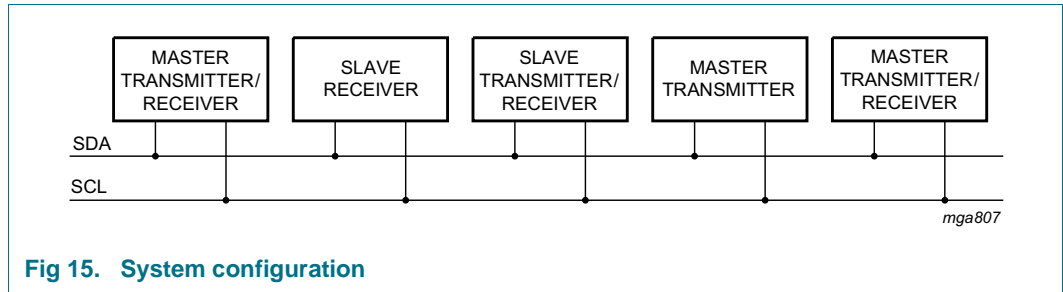 MASTER
TRANSMITTER/
RECEIVER
SLAVE
RECEIVER
SLAVE
TRANSMITTER/
RECEIVER
MASTER
TRANSMITTER
MASTER
TRANSMITTER/
RECEIVER
SDA
SCL
mga807
Fig 15. System configuration